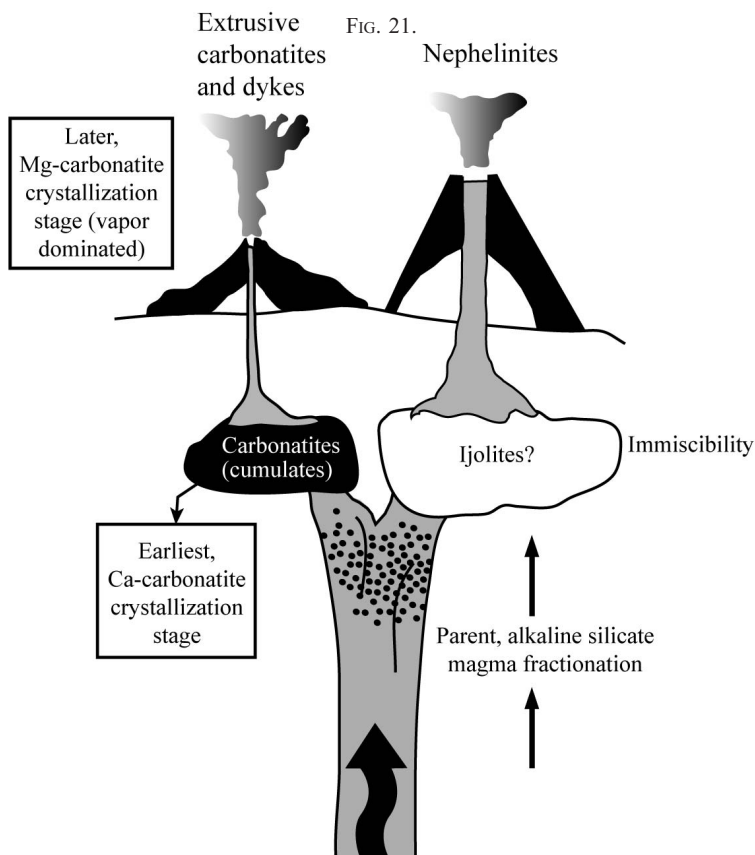 FIG. 21.
Extrusive
carbonatites
and dykes
Nephelinites
Later,
Mg-carbonatite
crystallization
stage (vapor
dominated)
Carbonatites
(cumulates)
Ijolites?
Immiscibility
Earliest,
Ca-carbonatite
crystallization
stage
Parent, alkaline silicate
magma fractionation